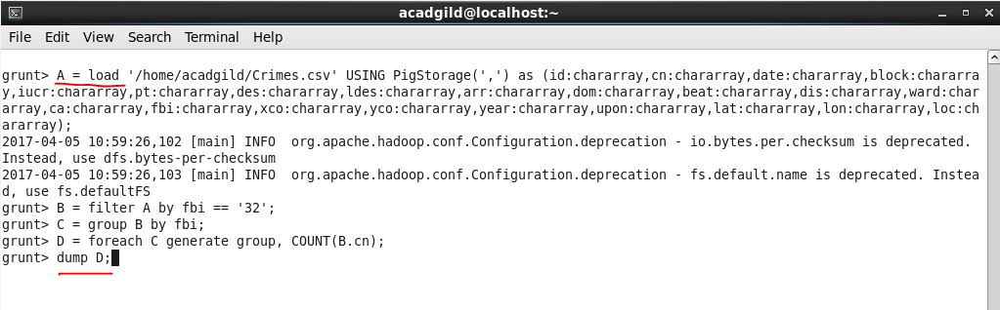 acadgild@localhost:~
File Edit View Search Terminal Help
grunt> A = load '/home/acadgild/Crimes.csv' USING PigStorage(',') as (id:chararray,cn:chararray,date:chararray,block:chararra
y,iucr:chararray,pt:chararray,des:chararray,ldes:chararray,arr:chararray,dom:chararray,beat:chararray,dis:chararray,ward:char
array,ca:chararray,fbi:chararray,xco:chararray,yco:chararray,year:chararray,upon:chararray,lat:chararray,lon:chararray,loc:ch
ararray);
2017-04-05 10:59:26,102 [main] INFO  org.apache.hadoop.conf.Configuration.deprecation - io.bytes.per.checksum is deprecated.
Instead, use dfs.bytes-per-checksum
2017-04-05 10:59:26,103 [main] INFO  org.apache.hadoop.conf.Configuration.deprecation - fs.default.name is deprecated. Instea
d, use fs.defaultFS
grunt> B = filter A by fbi == '32';
grunt> C = group B by fbi;
grunt> D = foreach C generate group, COUNT(B.cn);
grunt> dump D;